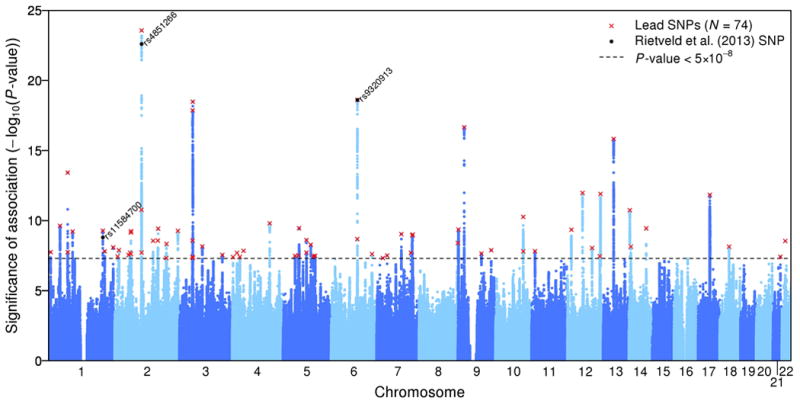 25
20
15
10
5
0
Significance of association (−log10(P-value))
rs11584700
rs4851266
rs9320913
Lead SNPs (N = 74)
Rietveld et al. (2013) SNP
P-value < 5×10−8
1 2 3 4 5 6 7 8 9 10 11 12 13 14 15 16 17 18 19 20 22
21
Chromosome